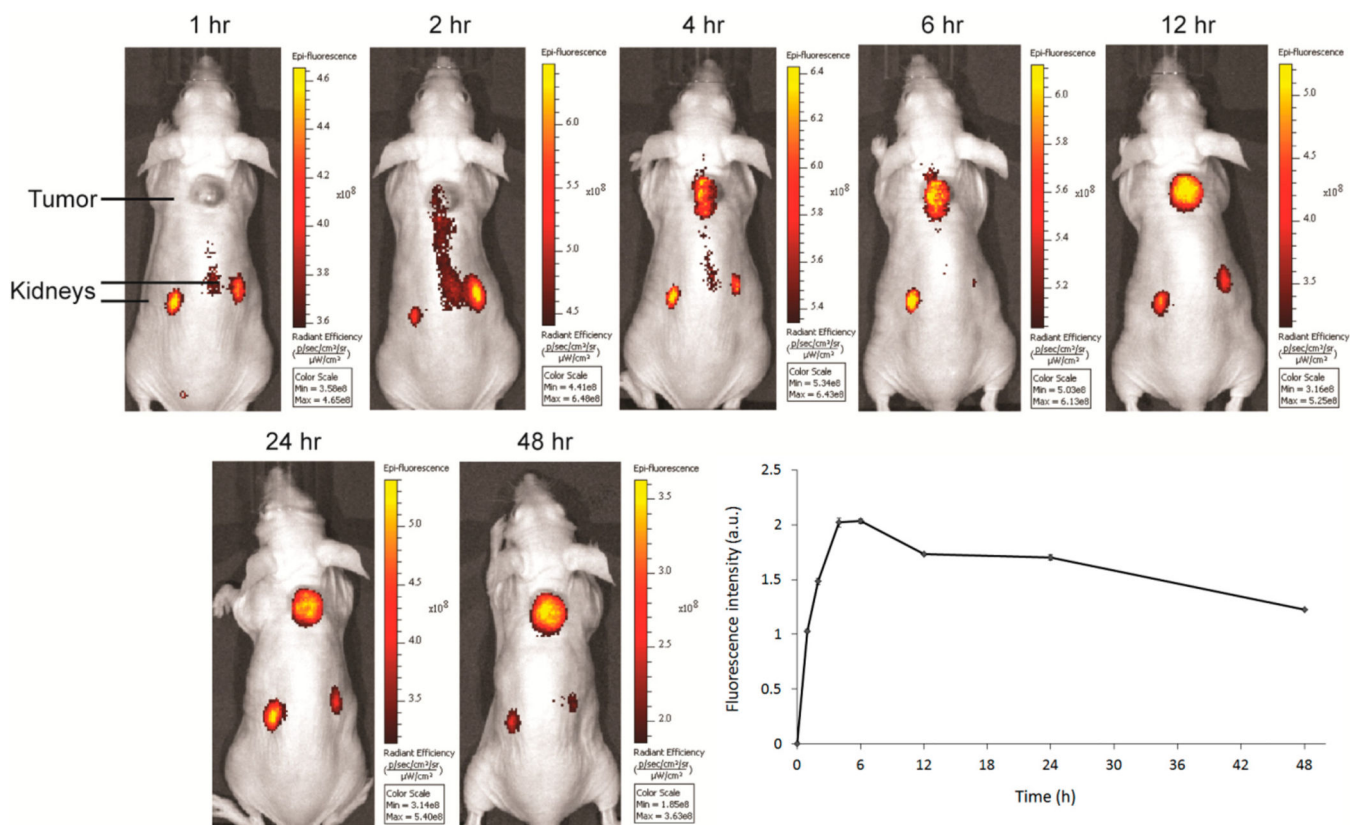 1 hr
2 hr
4 hr
6 hr
12 hr
Tumor
Kidneys
Epi-fluorescence
4.6
4.4
4.2
4.0
3.8
3.6
x10⁸
Radiant Efficiency
(p/sec/cm²/sr / µW/cm²)
Color Scale
Min = 3.58e8
Max = 4.65e8
Epi-fluorescence
6.0
5.5
5.0
4.5
x10⁸
Radiant Efficiency
(p/sec/cm²/sr / µW/cm²)
Color Scale
Min = 4.41e8
Max = 6.48e8
Epi-fluorescence
6.4
6.2
6.0
5.8
5.6
5.4
x10⁸
Radiant Efficiency
(p/sec/cm²/sr / µW/cm²)
Color Scale
Min = 5.34e8
Max = 6.43e8
Epi-fluorescence
6.0
5.8
5.6
5.4
5.2
x10⁸
Radiant Efficiency
(p/sec/cm²/sr / µW/cm²)
Color Scale
Min = 5.03e8
Max = 6.13e8
Epi-fluorescence
5.0
4.5
4.0
3.5
x10⁸
Radiant Efficiency
(p/sec/cm²/sr / µW/cm²)
Color Scale
Min = 3.16e8
Max = 5.25e8
24 hr
48 hr
Epi-fluorescence
5.0
4.5
4.0
3.5
x10⁸
Radiant Efficiency
(p/sec/cm²/sr / µW/cm²)
Color Scale
Min = 3.14e8
Max = 5.40e8
Epi-fluorescence
3.5
3.0
2.5
2.0
x10⁸
Radiant Efficiency
(p/sec/cm²/sr / µW/cm²)
Color Scale
Min = 1.85e8
Max = 3.63e8
Fluorescence intensity (a.u.)
2.5
2
1.5
1
0.5
0
0 6 12 18 24 30 36 42 48
Time (h)